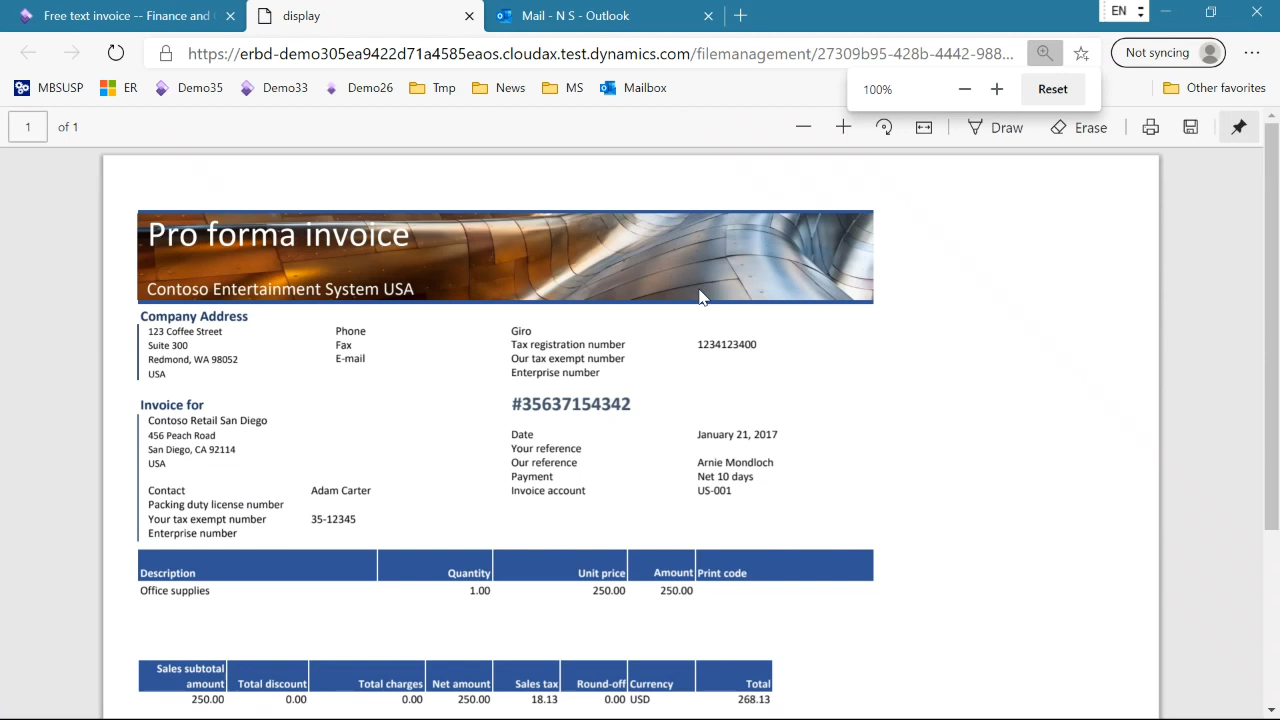 Free text invoice -- Finance and
display
Mail - N S - Outlook
EN
https://erbd-demo305ea9422d71a4585eaos.cloudax.test.dynamics.com/filemanagement/27309b95-428b-4442-988...
Not syncing
MBSUSP
ER
Demo35
Demo33
Demo26
Tmp
News
MS
Mailbox
Other favorites
100%
Reset
1 of 1
Draw
Erase
Pro forma invoice
Contoso Entertainment System USA
Company Address
123 Coffee Street Phone Giro
Suite 300 Fax Tax registration number 1234123400
Redmond, WA 98052 E-mail Our tax exempt number
USA Enterprise number
Invoice for #35637154342
Contoso Retail San Diego
456 Peach Road Date January 21, 2017
San Diego, CA 92114 Your reference
USA Our reference Arnie Mondloch
Payment Net 10 days
Contact Adam Carter Invoice account US-001
Packing duty license number
Your tax exempt number 35-12345
Enterprise number
Description Quantity Unit price Amount Print code
Office supplies 1.00 250.00 250.00
Sales subtotal
amount Total discount Total charges Net amount Sales tax Round-off Currency Total
250.00 0.00 0.00 250.00 18.13 0.00 USD 268.13